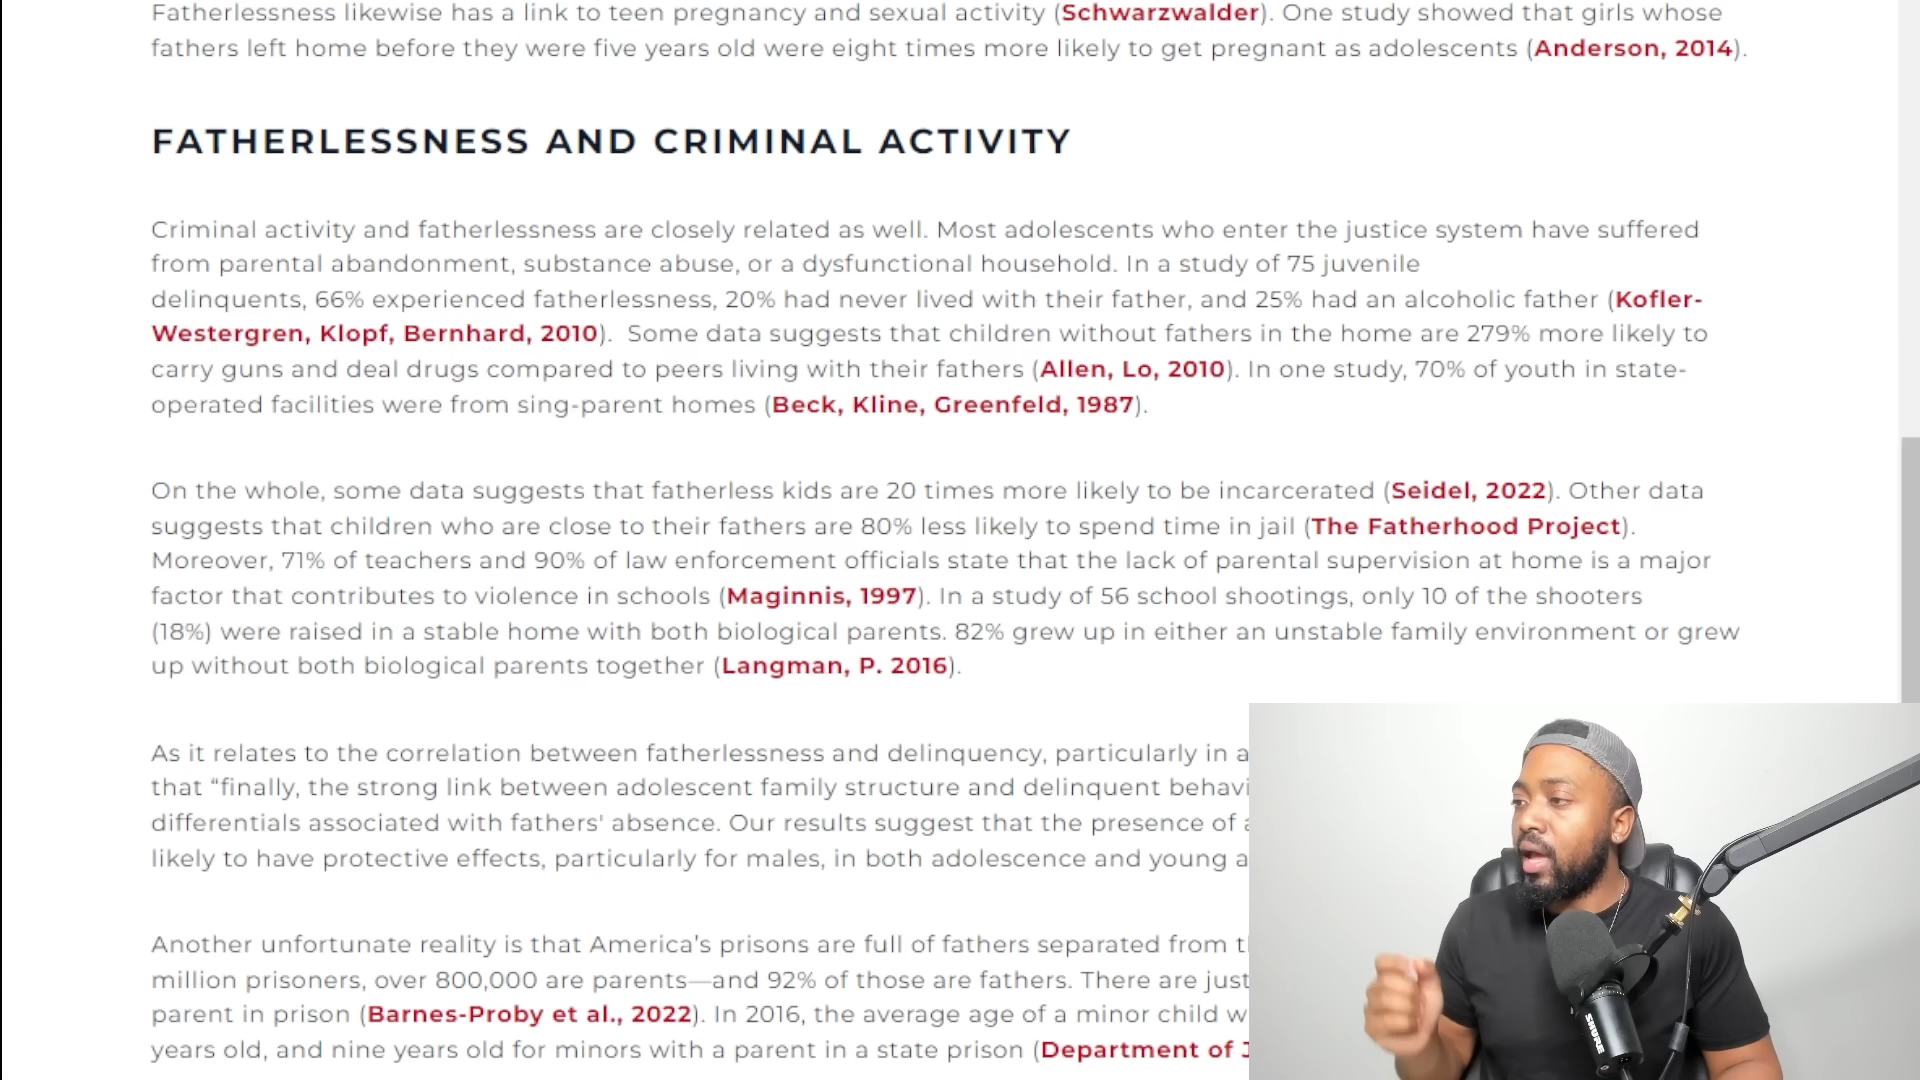 Fatherlessness likewise has a link to teen pregnancy and sexual activity (Schwarzwalder). One study showed that girls whose
fathers left home before they were five years old were eight times more likely to get pregnant as adolescents (Anderson, 2014).
FATHERLESSNESS AND CRIMINAL ACTIVITY
Criminal activity and fatherlessness are closely related as well. Most adolescents who enter the justice system have suffered
from parental abandonment, substance abuse, or a dysfunctional household. In a study of 75 juvenile
delinquents, 66% experienced fatherlessness, 20% had never lived with their father, and 25% had an alcoholic father (Kofler-
Westergren, Klopf, Bernhard, 2010).  Some data suggests that children without fathers in the home are 279% more likely to
carry guns and deal drugs compared to peers living with their fathers (Allen, Lo, 2010). In one study, 70% of youth in state-
operated facilities were from sing-parent homes (Beck, Kline, Greenfeld, 1987).
On the whole, some data suggests that fatherless kids are 20 times more likely to be incarcerated (Seidel, 2022). Other data
suggests that children who are close to their fathers are 80% less likely to spend time in jail (The Fatherhood Project).
Moreover, 71% of teachers and 90% of law enforcement officials state that the lack of parental supervision at home is a major
factor that contributes to violence in schools (Maginnis, 1997). In a study of 56 school shootings, only 10 of the shooters
(18%) were raised in a stable home with both biological parents. 82% grew up in either an unstable family environment or grew
up without both biological parents together (Langman, P. 2016).
As it relates to the correlation between fatherlessness and delinquency, particularly in a
that “finally, the strong link between adolescent family structure and delinquent behavi
differentials associated with fathers' absence. Our results suggest that the presence of
likely to have protective effects, particularly for males, in both adolescence and young a
Another unfortunate reality is that America’s prisons are full of fathers separated from
million prisoners, over 800,000 are parents—and 92% of those are fathers. There are just
parent in prison (Barnes-Proby et al., 2022). In 2016, the average age of a minor child w
years old, and nine years old for minors with a parent in a state prison (Department of
SHURE